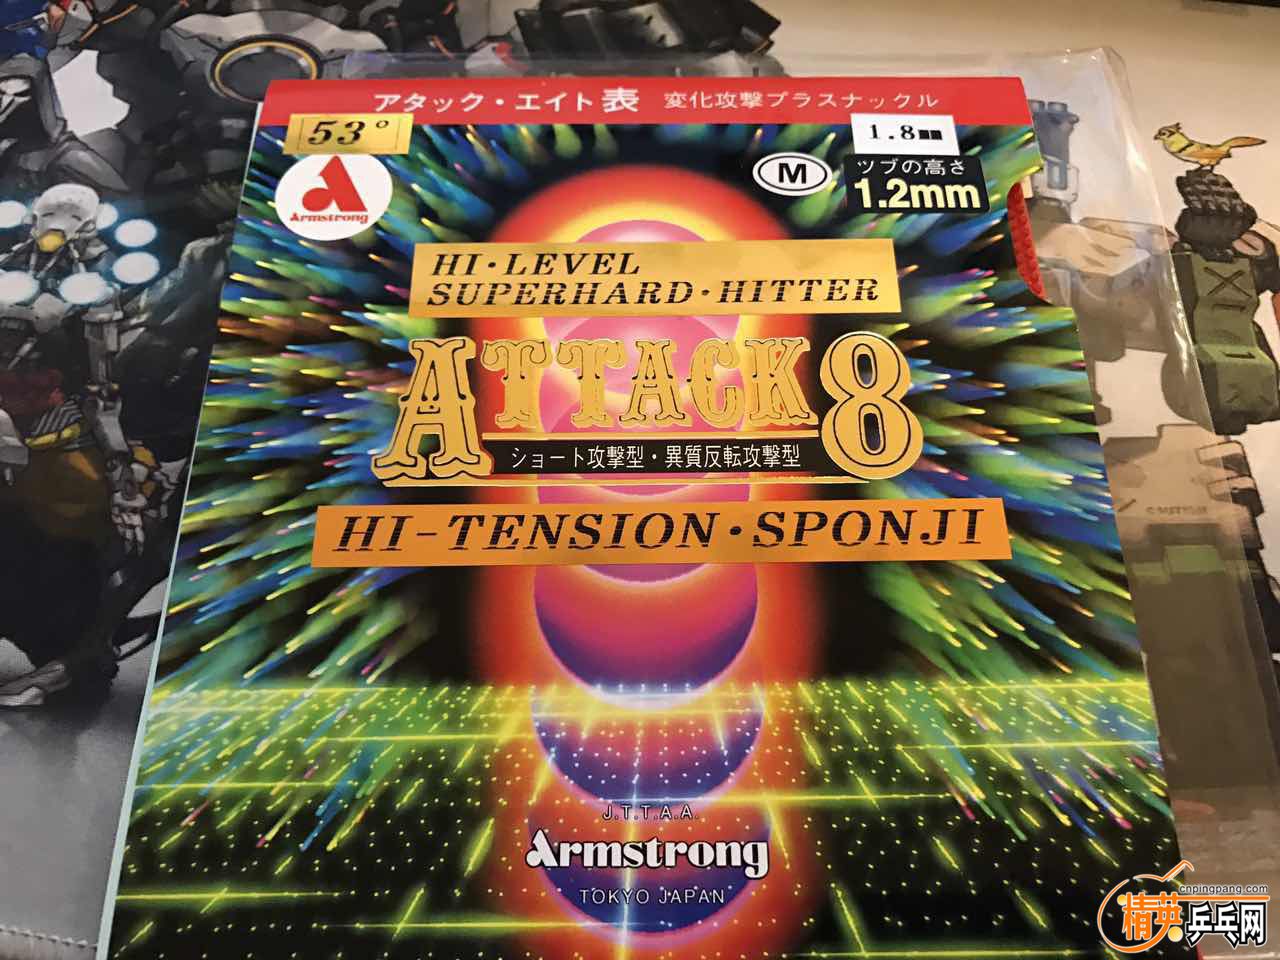 アタック・エイト表 変化攻撃プラスナックル
53°
1.8mm
Armstrong
M
ツブの高さ
1.2mm
HI・LEVEL
SUPERHARD・HITTER
ATTACK8
ショート攻撃型・異質反転攻撃型
HI-TENSION・SPONJI
J.T.T.A.A.
Armstrong
TOKYO JAPAN
cnpingpang.com
精英乒乓网